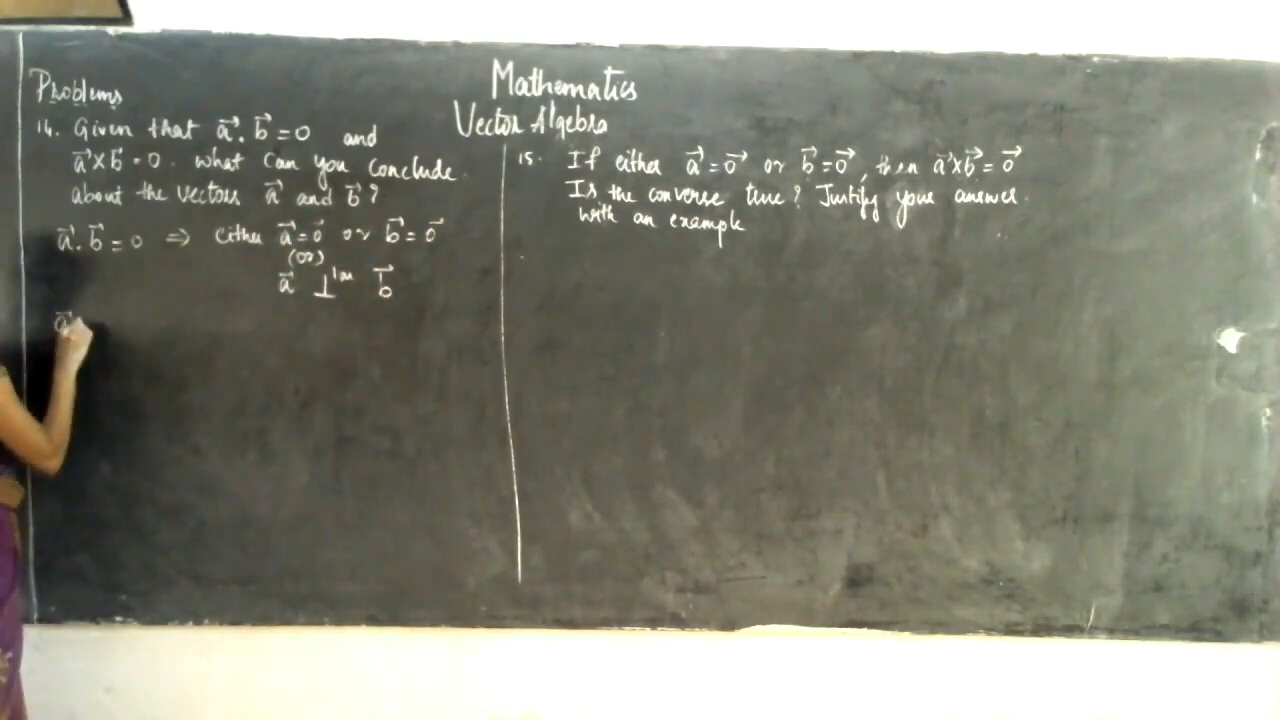 Mathematics
Vector Algebra
Problems
14. Given that a⃗. b⃗ = 0 and
a⃗ × b⃗ = 0. What can you conclude
about the vectors a⃗ and b⃗?
a⃗. b⃗ = 0 ⇒ either a⃗ = 0⃗ or b⃗ = 0⃗
(or)
a⃗ ⊥lar b⃗
a⃗
15. If either a⃗ = 0⃗ or b⃗ = 0⃗, then a⃗ × b⃗ = 0⃗
Is the converse true? Justify your answer.
with an example